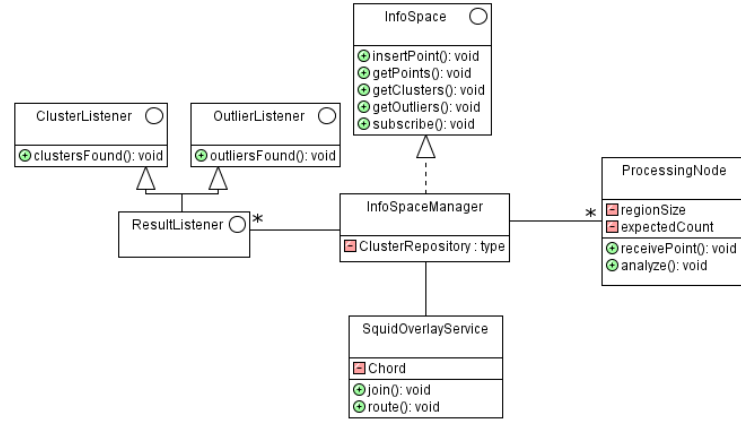 InfoSpace
insertPoint(): void
getPoints(): void
getClusters(): void
getOutliers(): void
subscribe(): void
ClusterListener
clustersFound(): void
OutlierListener
outliersFound(): void
ResultListener
*
InfoSpaceManager
ClusterRepository : type
*
ProcessingNode
regionSize
expectedCount
receivePoint(): void
analyze(): void
SquidOverlayService
Chord
join(): void
route(): void